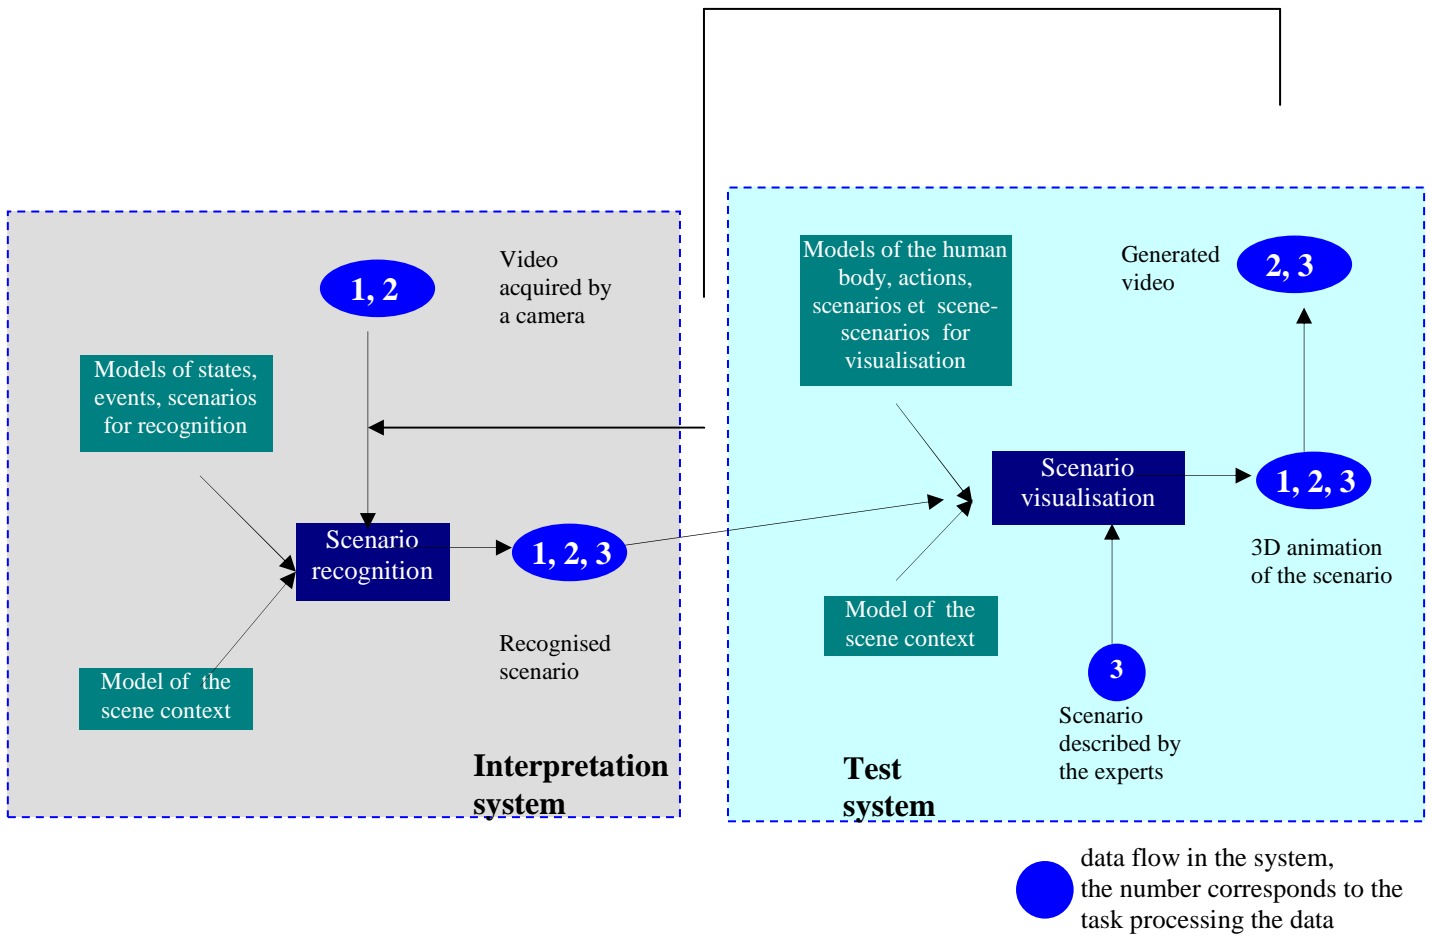 1, 2
Video
acquired by
a camera
Models of states,
events, scenarios
for recognition
Scenario
recognition
1, 2, 3
Recognised
scenario
Model of the
scene context
Interpretation
system
Models of the human
body, actions,
scenarios et scene-
scenarios for
visualisation
Generated
video
2, 3
Scenario
visualisation
1, 2, 3
3D animation
of the scenario
Model of the
scene context
3
Scenario
described by
the experts
Test
system
data flow in the system,
the number corresponds to the
task processing the data